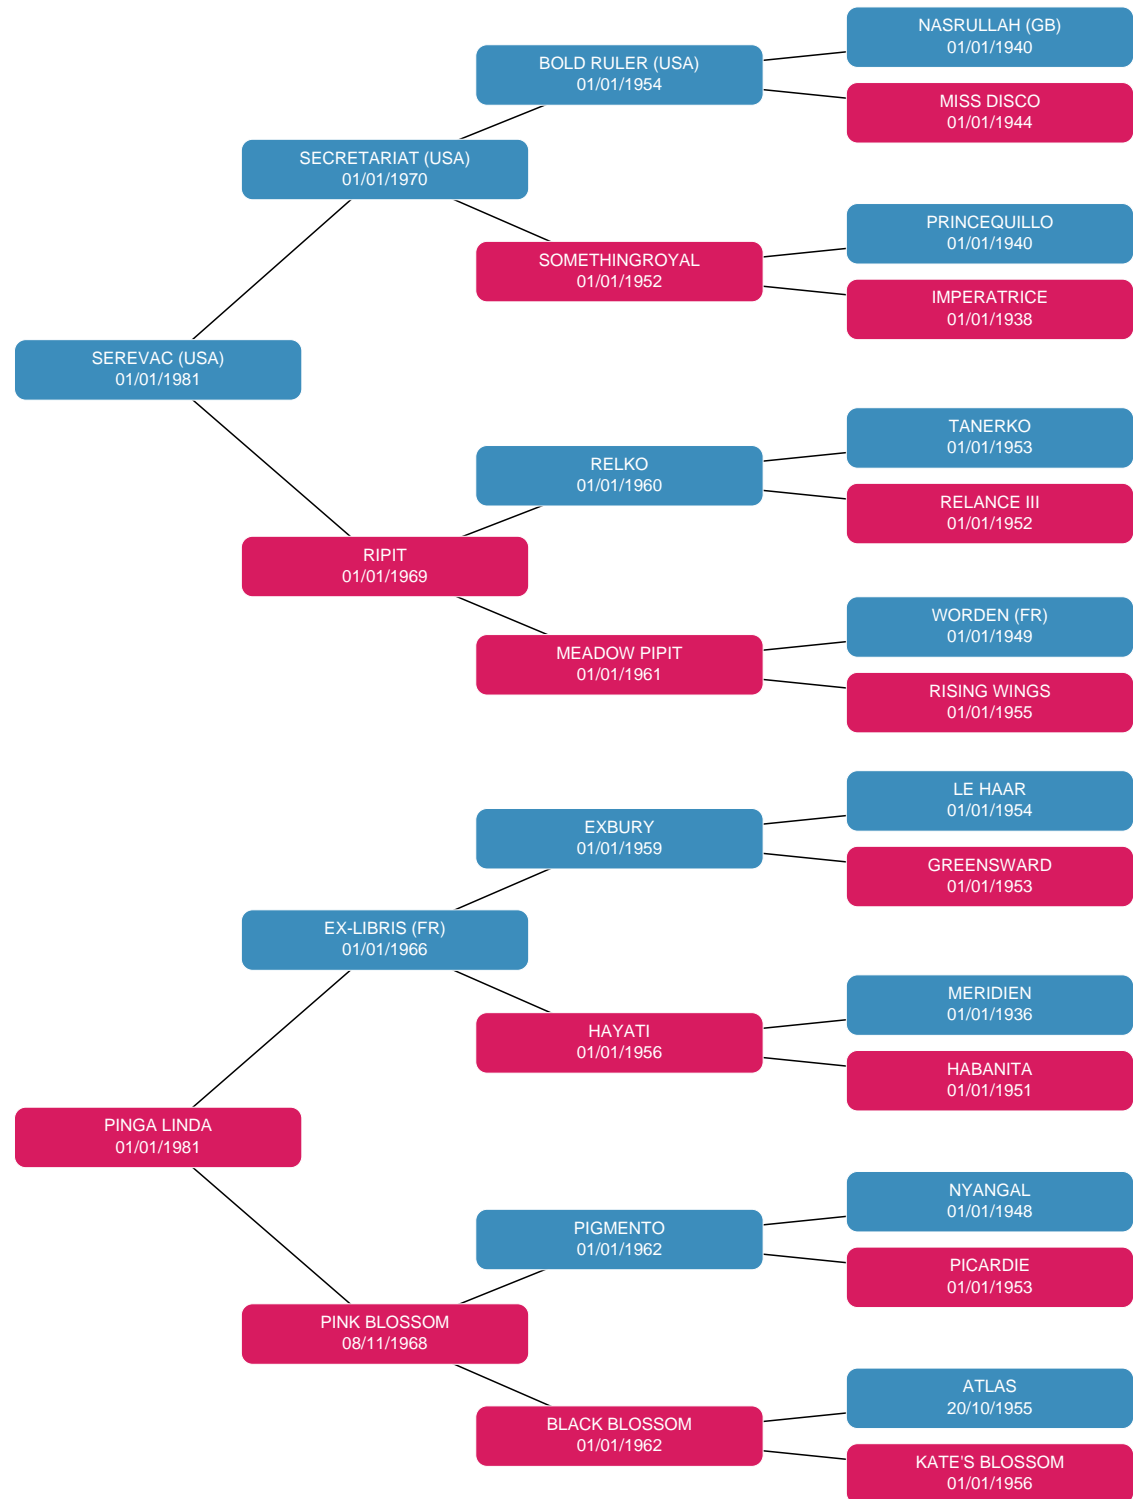 NASRULLAH (GB)
01/01/1940
BOLD RULER (USA)
01/01/1954
MISS DISCO
01/01/1944
SECRETARIAT (USA)
01/01/1970
PRINCEQUILLO
01/01/1940
SOMETHINGROYAL
01/01/1952
IMPERATRICE
01/01/1938
SEREVAC (USA)
01/01/1981
TANERKO
01/01/1953
RELKO
01/01/1960
RELANCE III
01/01/1952
RIPIT
01/01/1969
WORDEN (FR)
01/01/1949
MEADOW PIPIT
01/01/1961
RISING WINGS
01/01/1955
LE HAAR
01/01/1954
EXBURY
01/01/1959
GREENSWARD
01/01/1953
EX-LIBRIS (FR)
01/01/1966
MERIDIEN
01/01/1936
HAYATI
01/01/1956
HABANITA
01/01/1951
PINGA LINDA
01/01/1981
NYANGAL
01/01/1948
PIGMENTO
01/01/1962
PICARDIE
01/01/1953
PINK BLOSSOM
08/11/1968
ATLAS
20/10/1955
BLACK BLOSSOM
01/01/1962
KATE'S BLOSSOM
01/01/1956